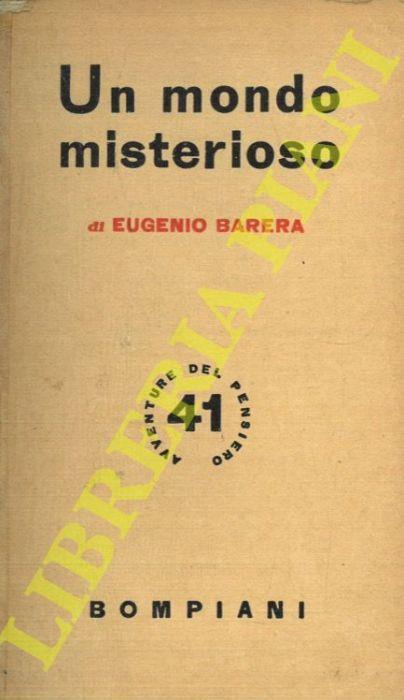 Un mondo
misterioso
di EUGENIO BARERA
AVVENTURE DEL PENSIERO
41
BOMPIANI
LIBRERIA PIANI